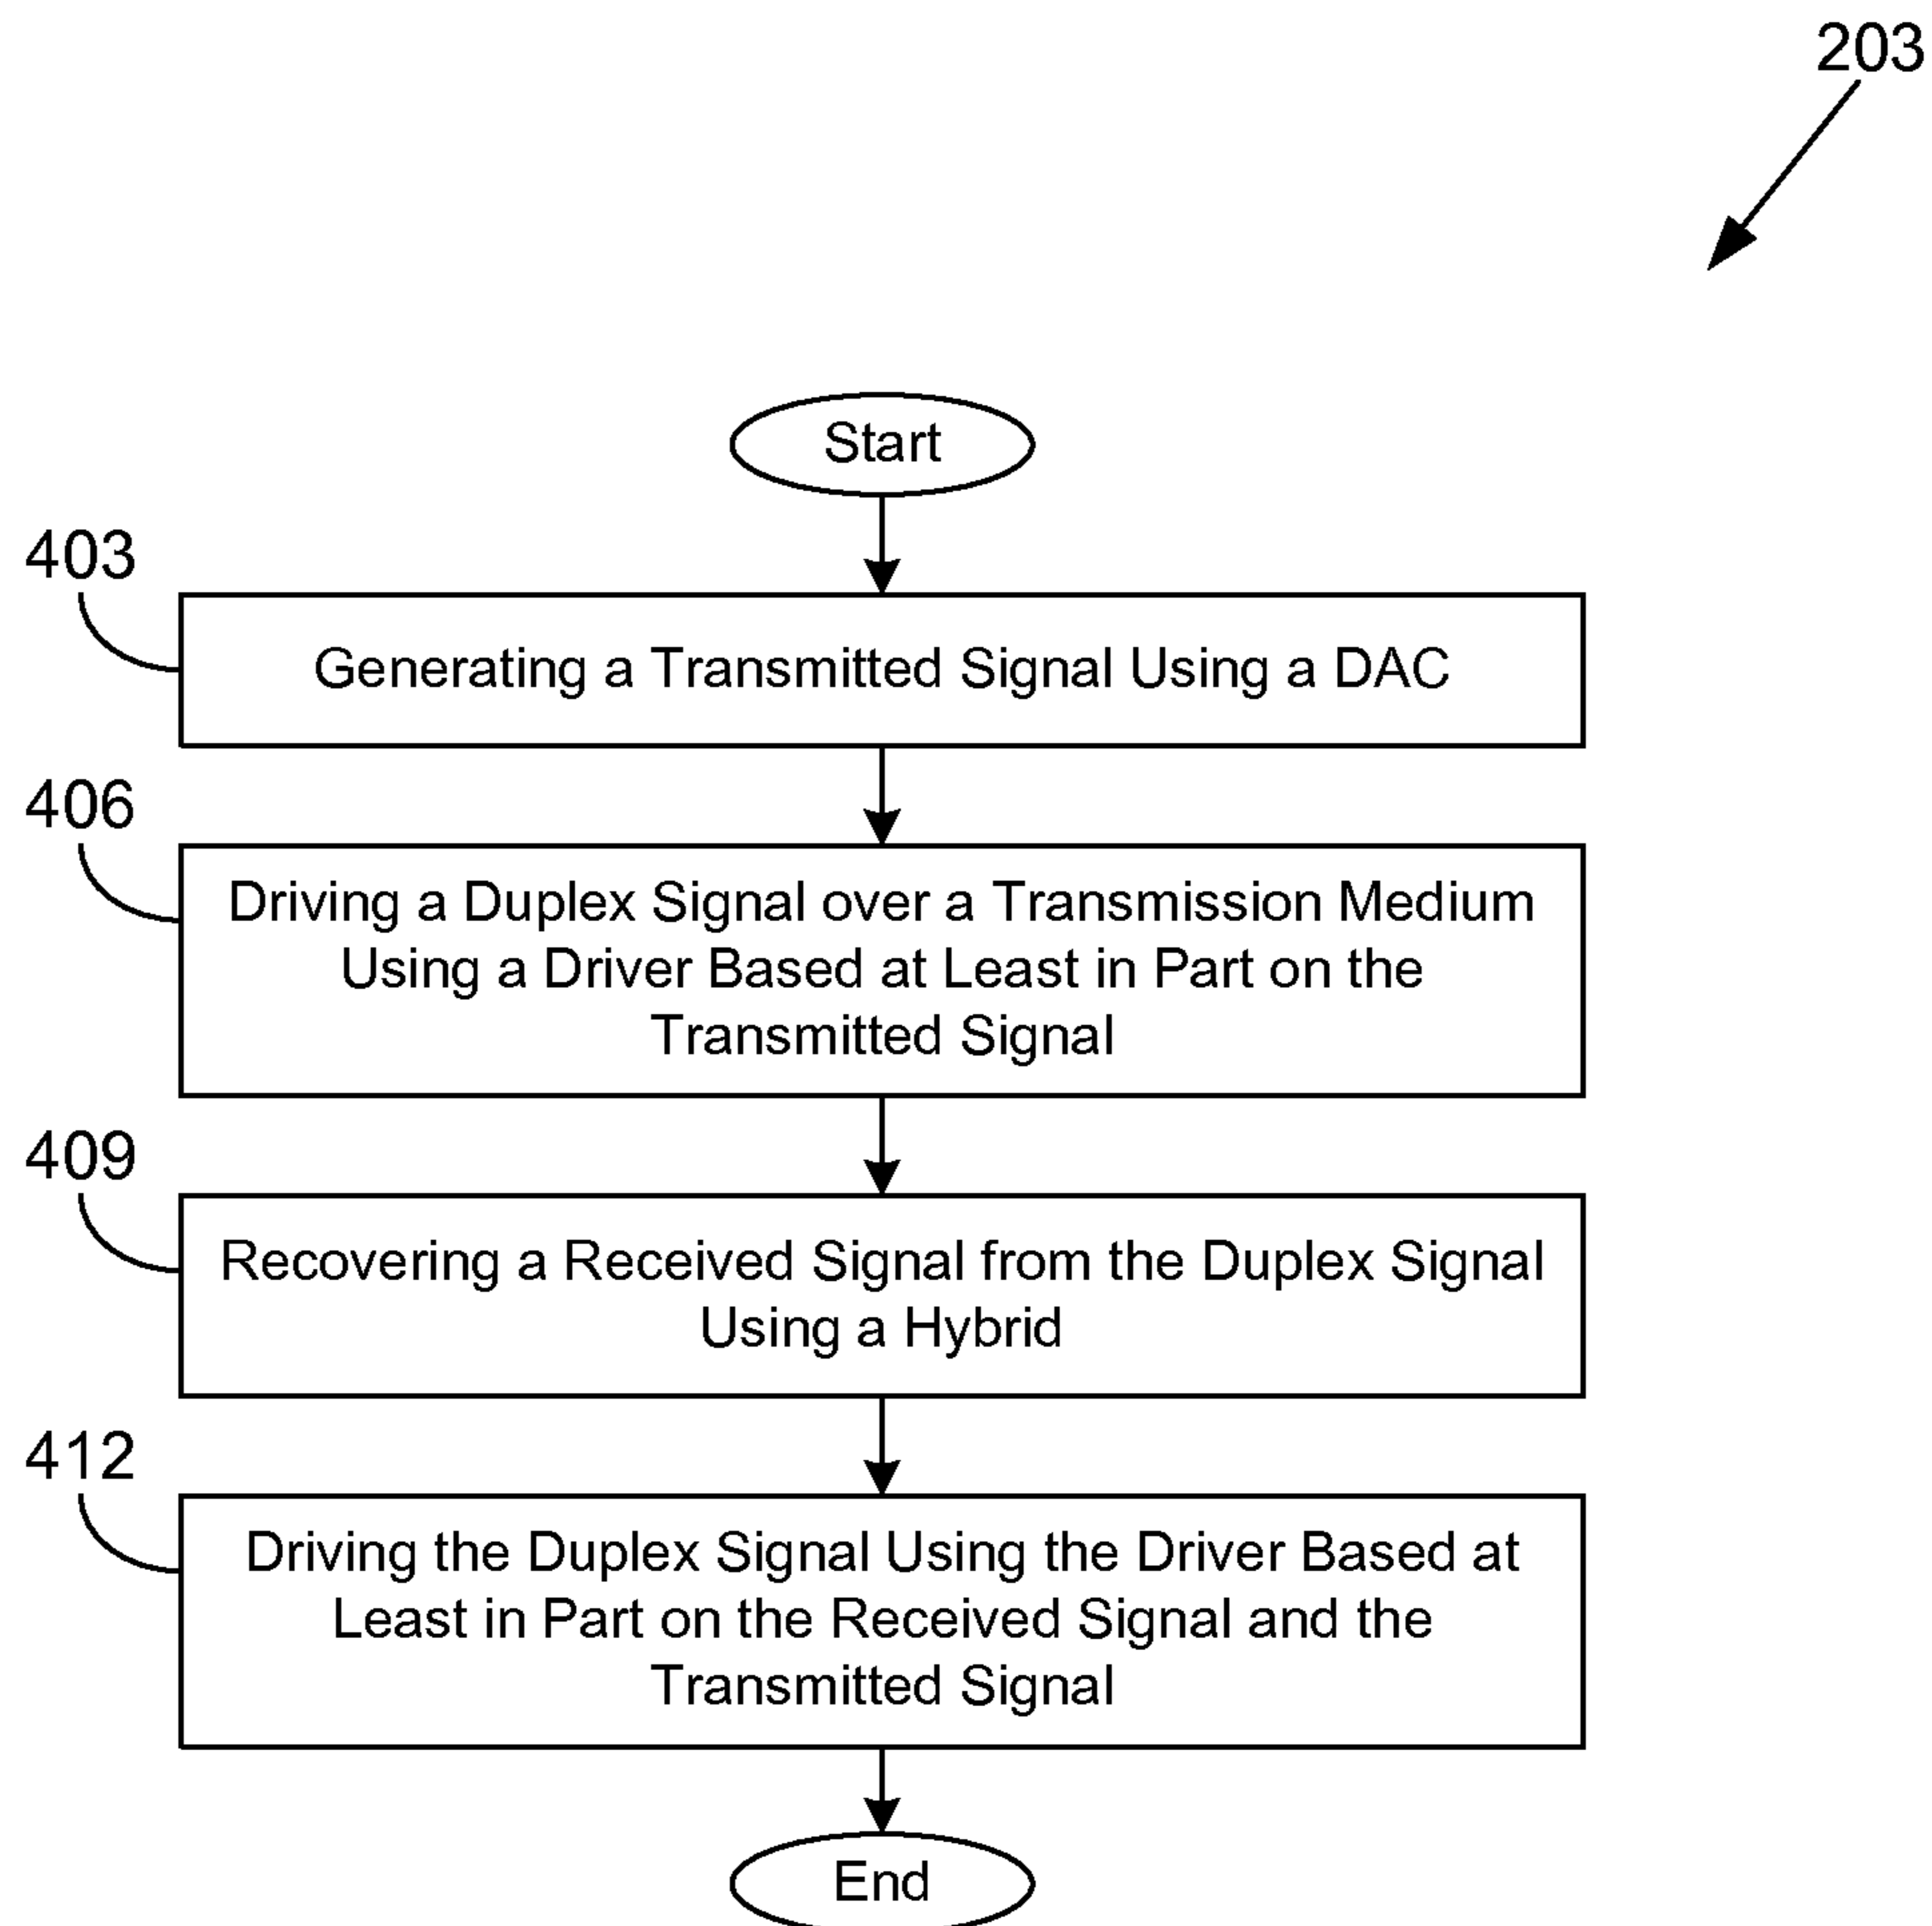 203
Start
403
Generating a Transmitted Signal Using a DAC
406
Driving a Duplex Signal over a Transmission Medium
Using a Driver Based at Least in Part on the
Transmitted Signal
409
Recovering a Received Signal from the Duplex Signal
Using a Hybrid
412
Driving the Duplex Signal Using the Driver Based at
Least in Part on the Received Signal and the
Transmitted Signal
End